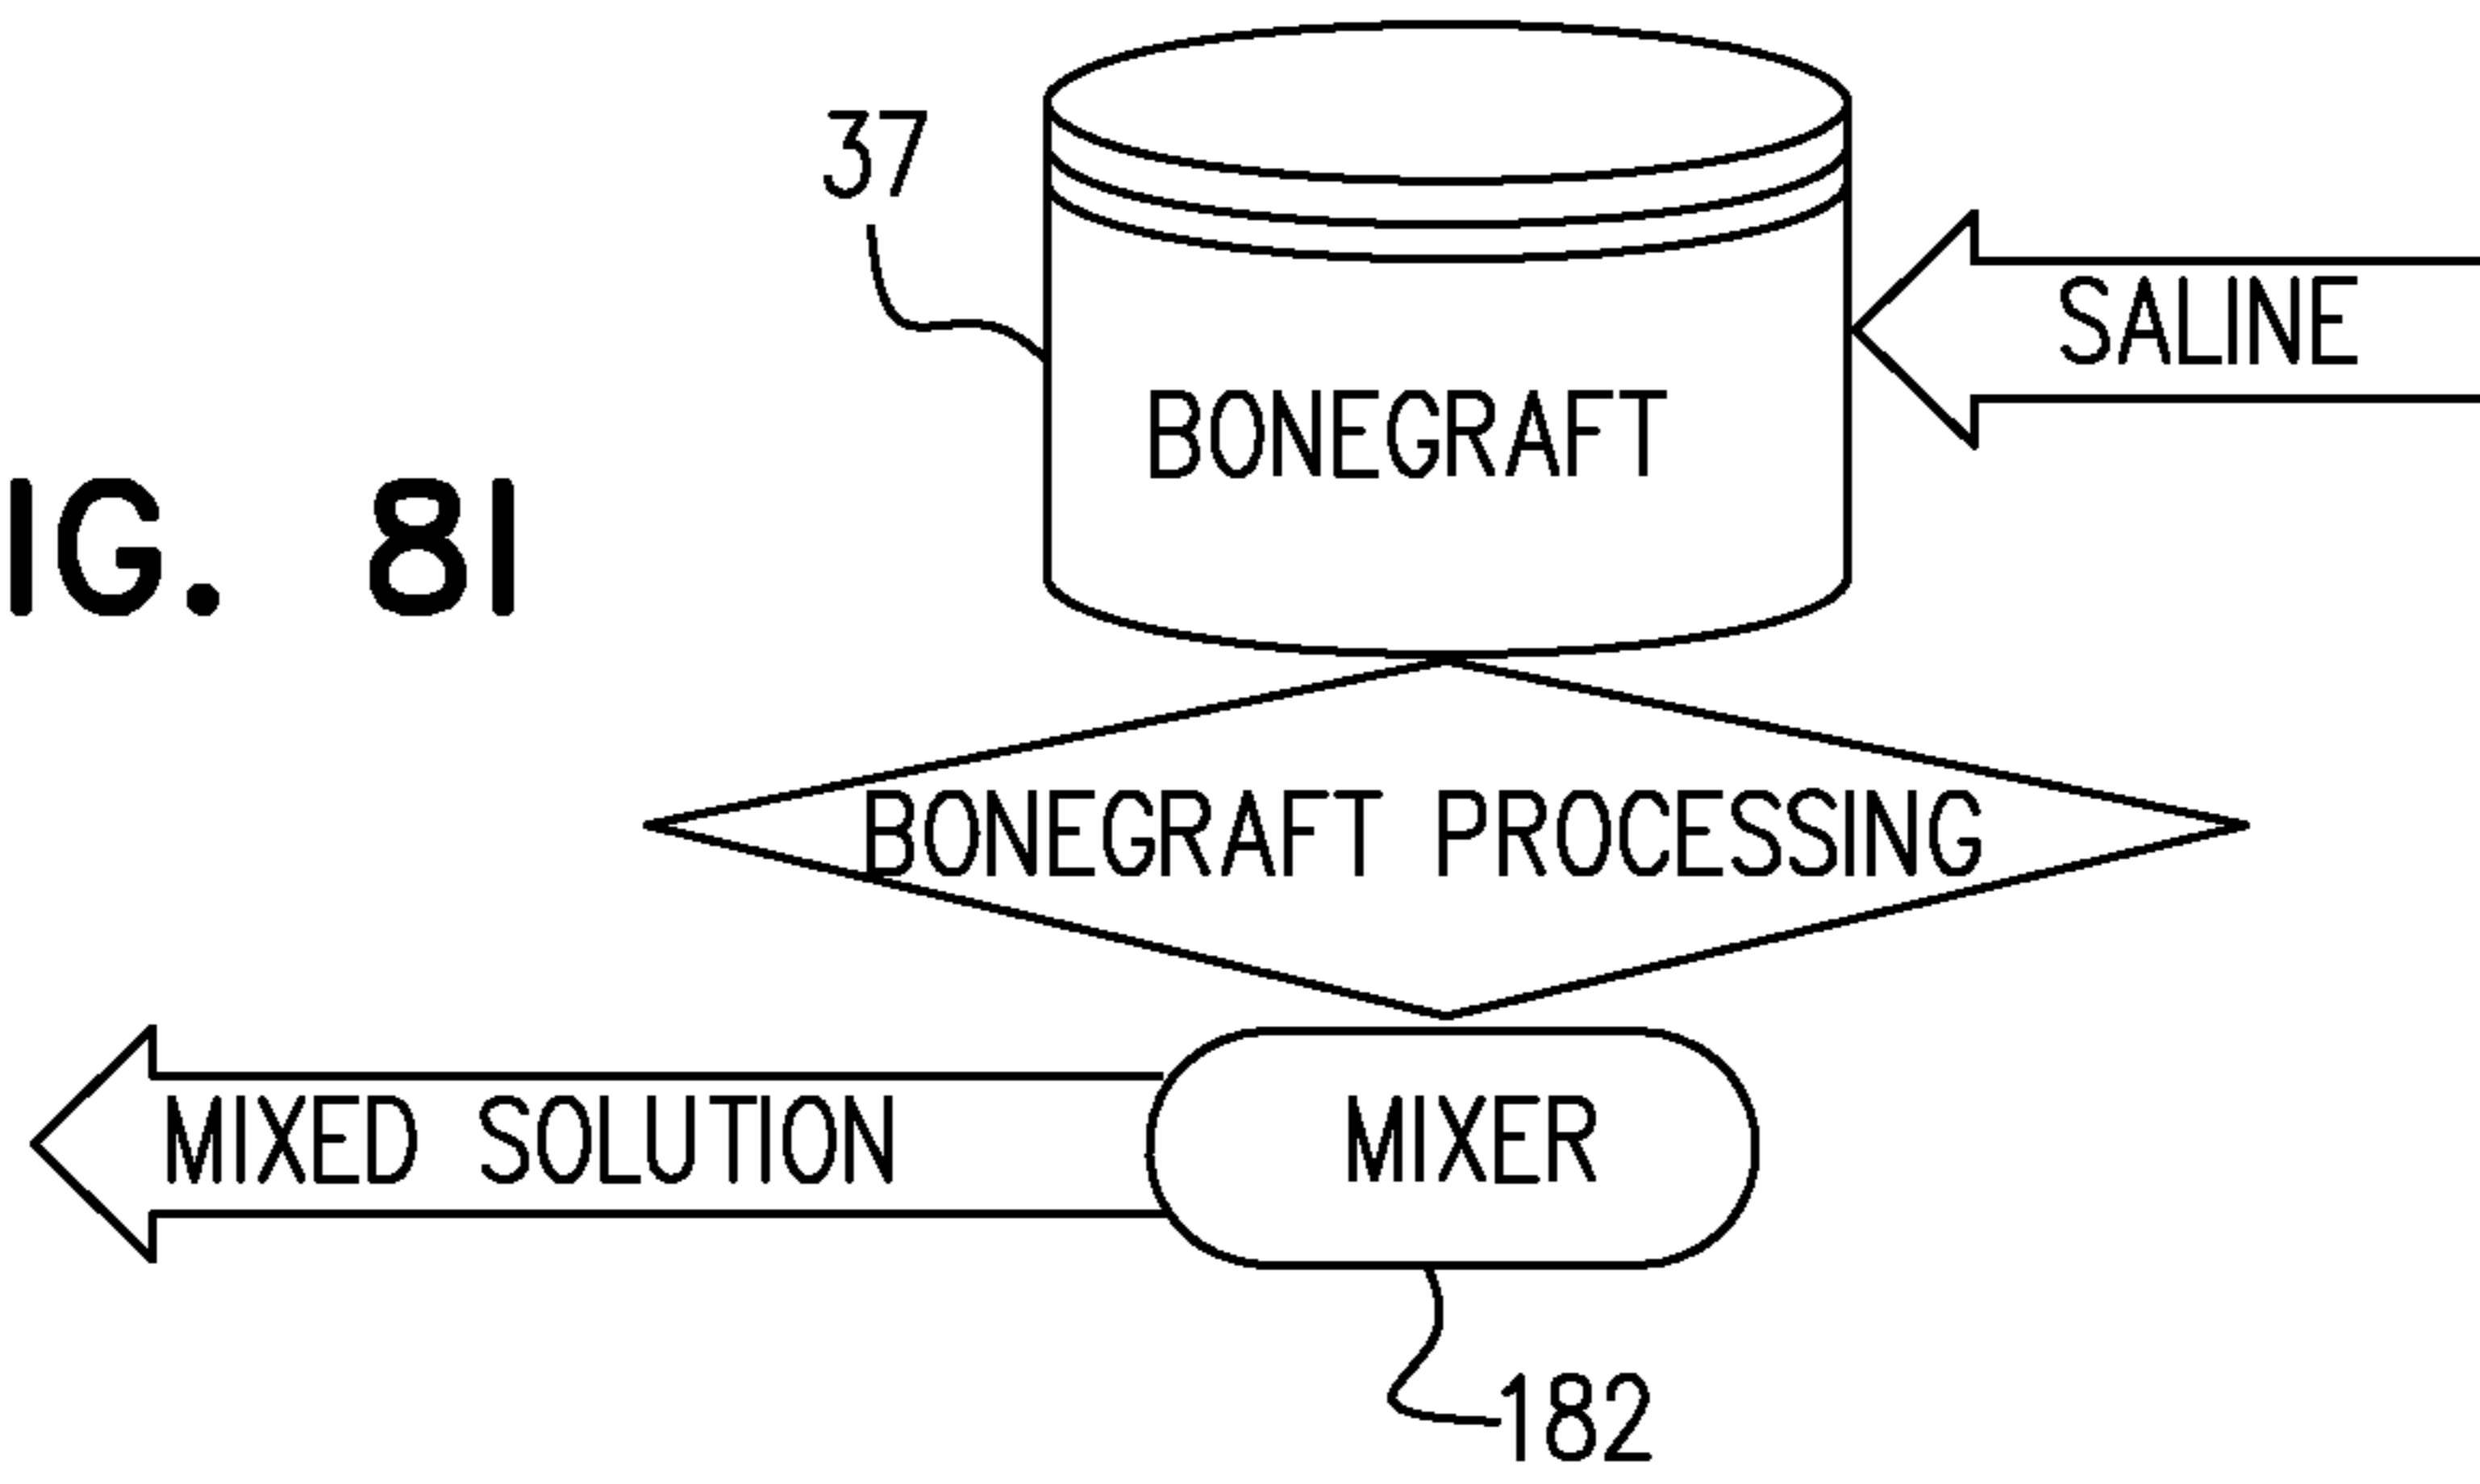 37
SALINE
BONEGRAFT
IG. 8I
BONEGRAFT PROCESSING
MIXED SOLUTION
MIXER
182